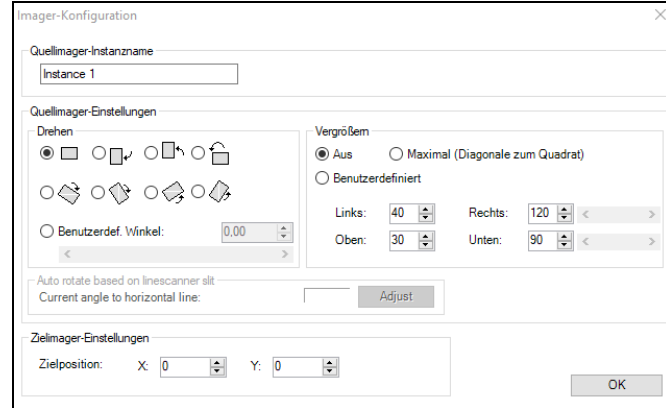 Imager-Konfiguration
Quellimager-Instanzname
Instance 1
Quellimager-Einstellungen
Drehen
Benutzerdef. Winkel: 0,00
Vergrößern
Aus Maximal (Diagonale zum Quadrat)
Benutzerdefiniert
Links: 40 Rechts: 120
Oben: 30 Unten: 90
Auto rotate based on linescanner slit
Current angle to horizontal line: Adjust
Zielimager-Einstellungen
Zielposition: X: 0 Y: 0
OK